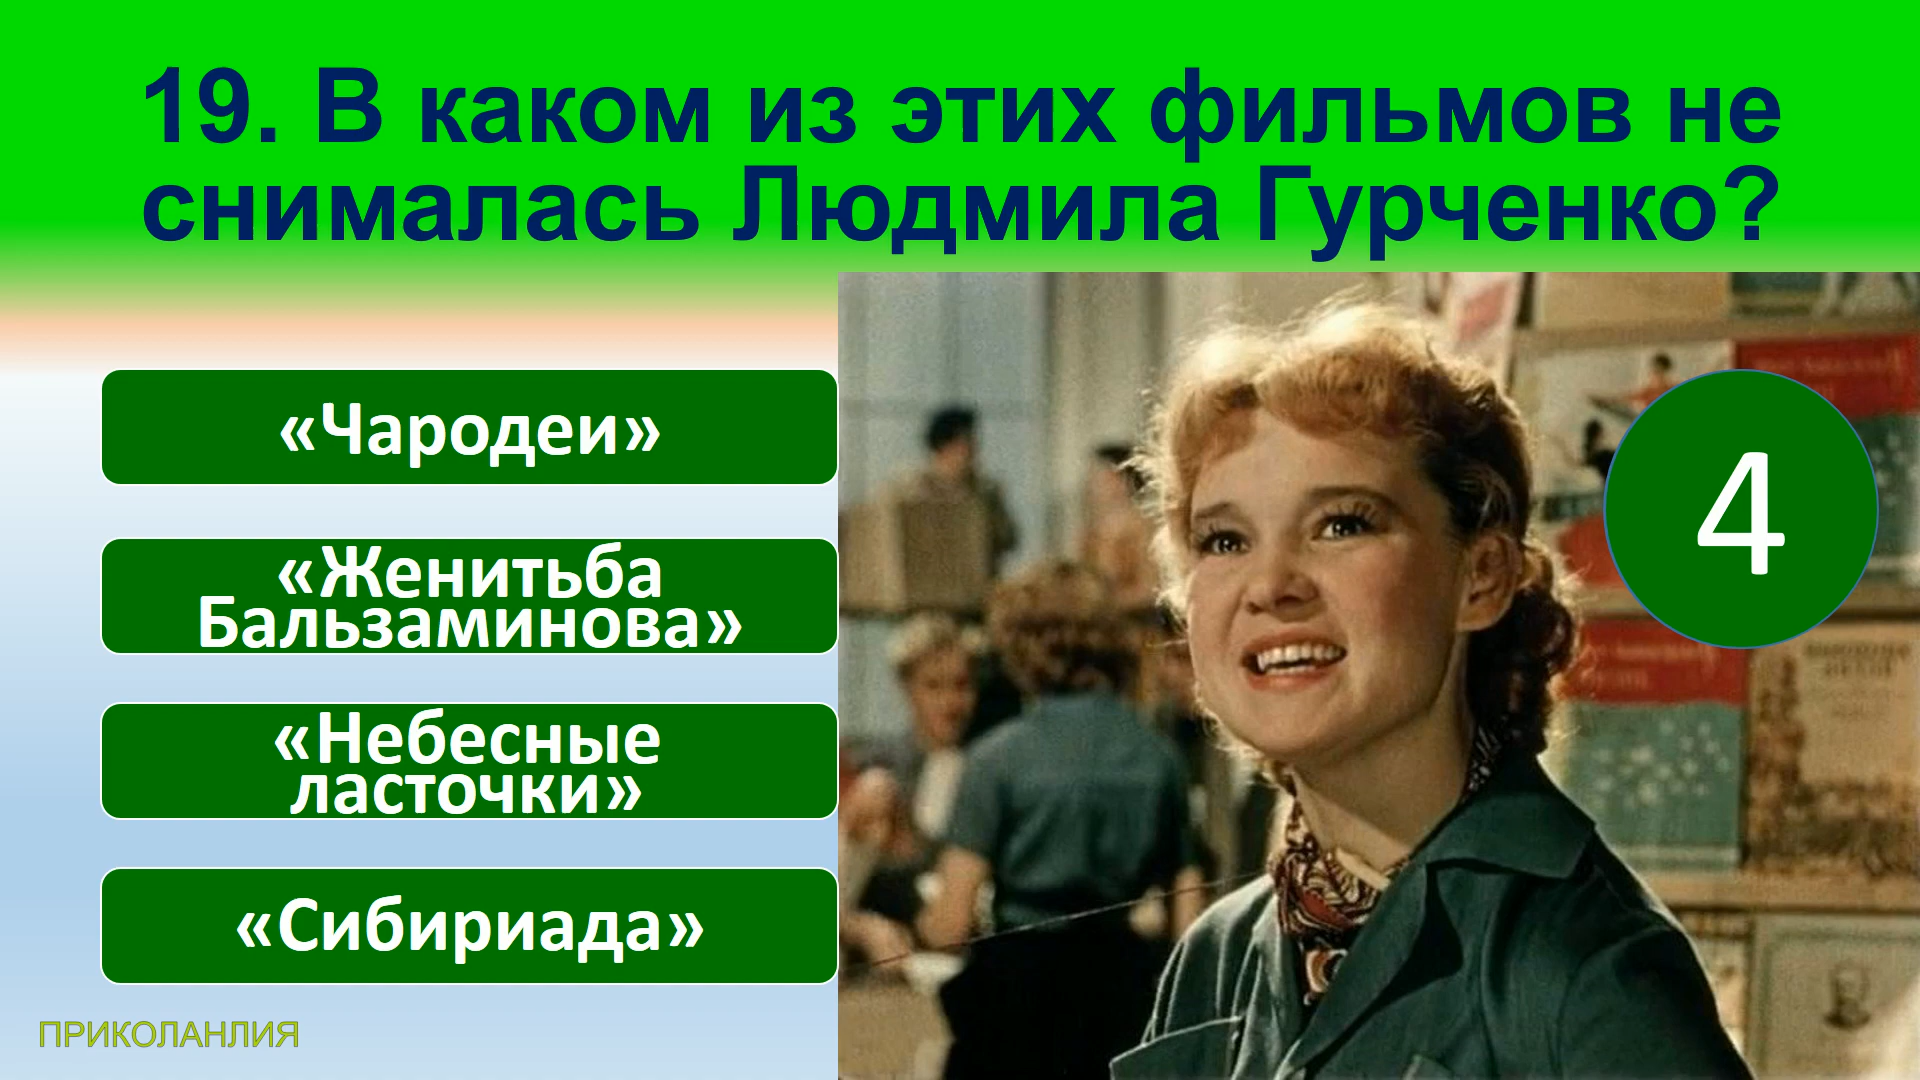 19. В каком из этих фильмов не
снималась Людмила Гурченко?
«Чародеи»
«Женитьба
Бальзаминова»
«Небесные
ласточки»
«Сибириада»
4
ПРИКОЛАНЛИЯ